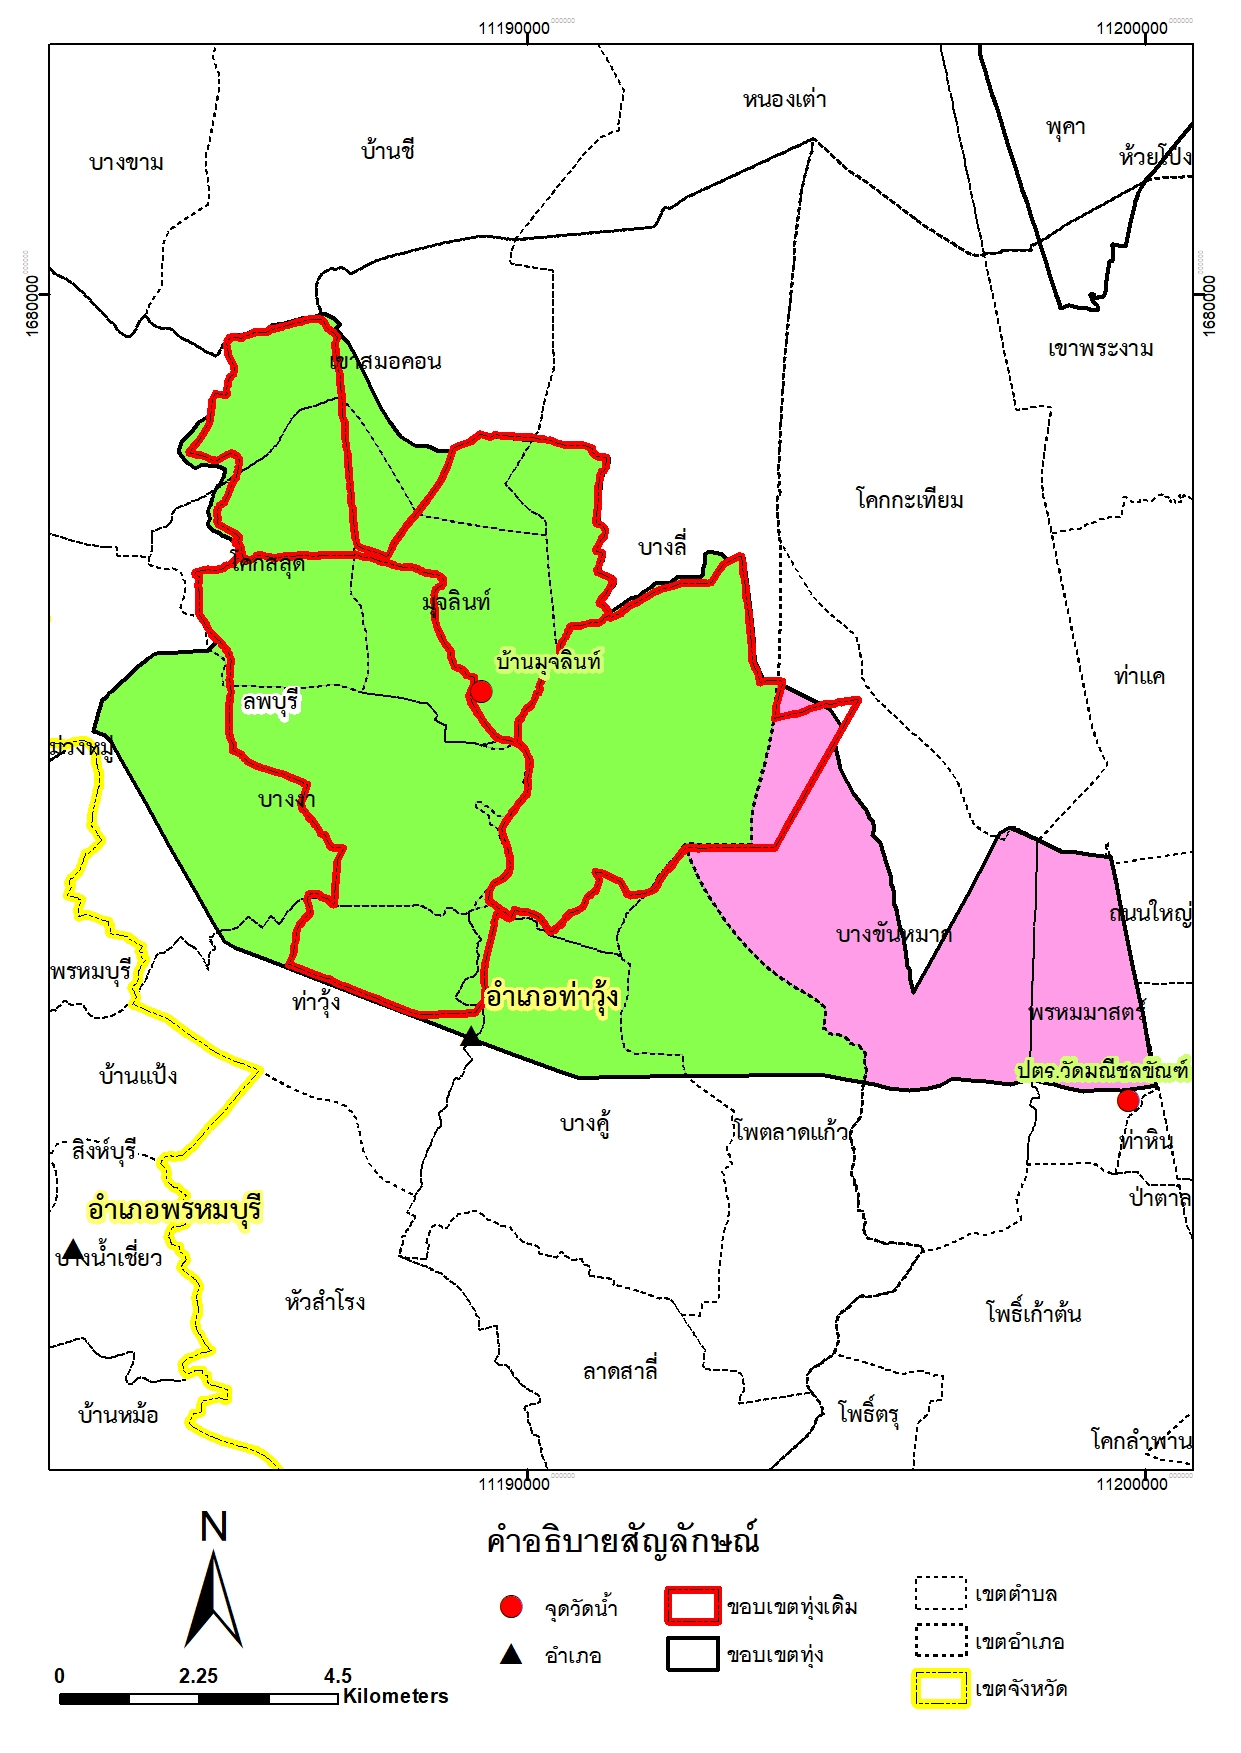 11190000
11200000
หนองเต่า
พุคา
บ้านชี
ห้วยโป่ง
บางขาม
1680000
1680000
เขาพระงาม
เขาสมอคอน
โคกกะเทียม
บางลี่
โคกสลุด
มุจลินท์
บ้านมุจลินท์
ท่าแค
ลพบุรี
ม่วงหมู่
บางงา
ถนนใหญ่
บางขันหมาก
พรหมบุรี
อำเภอท่าวุ้ง
ท่าวุ้ง
พรหมมาสตร์
ปตร.วัดมณีชลขัณฑ์
บ้านแป้ง
บางคู้
โพตลาดแก้ว
ท่าหิน
สิงห์บุรี
ป่าตาล
อำเภอพรหมบุรี
บางน้ำเชี่ยว
หัวสำโรง
โพธิ์เก้าต้น
ลาดสาลี่
บ้านหม้อ
โพธิ์ตรุ
โคกลำพาน
11190000
11200000
N
0 2.25 4.5
Kilometers
คำอธิบายสัญลักษณ์
จุดวัดน้ำ
อำเภอ
ขอบเขตทุ่งเดิม
ขอบเขตทุ่ง
เขตตำบล
เขตอำเภอ
เขตจังหวัด